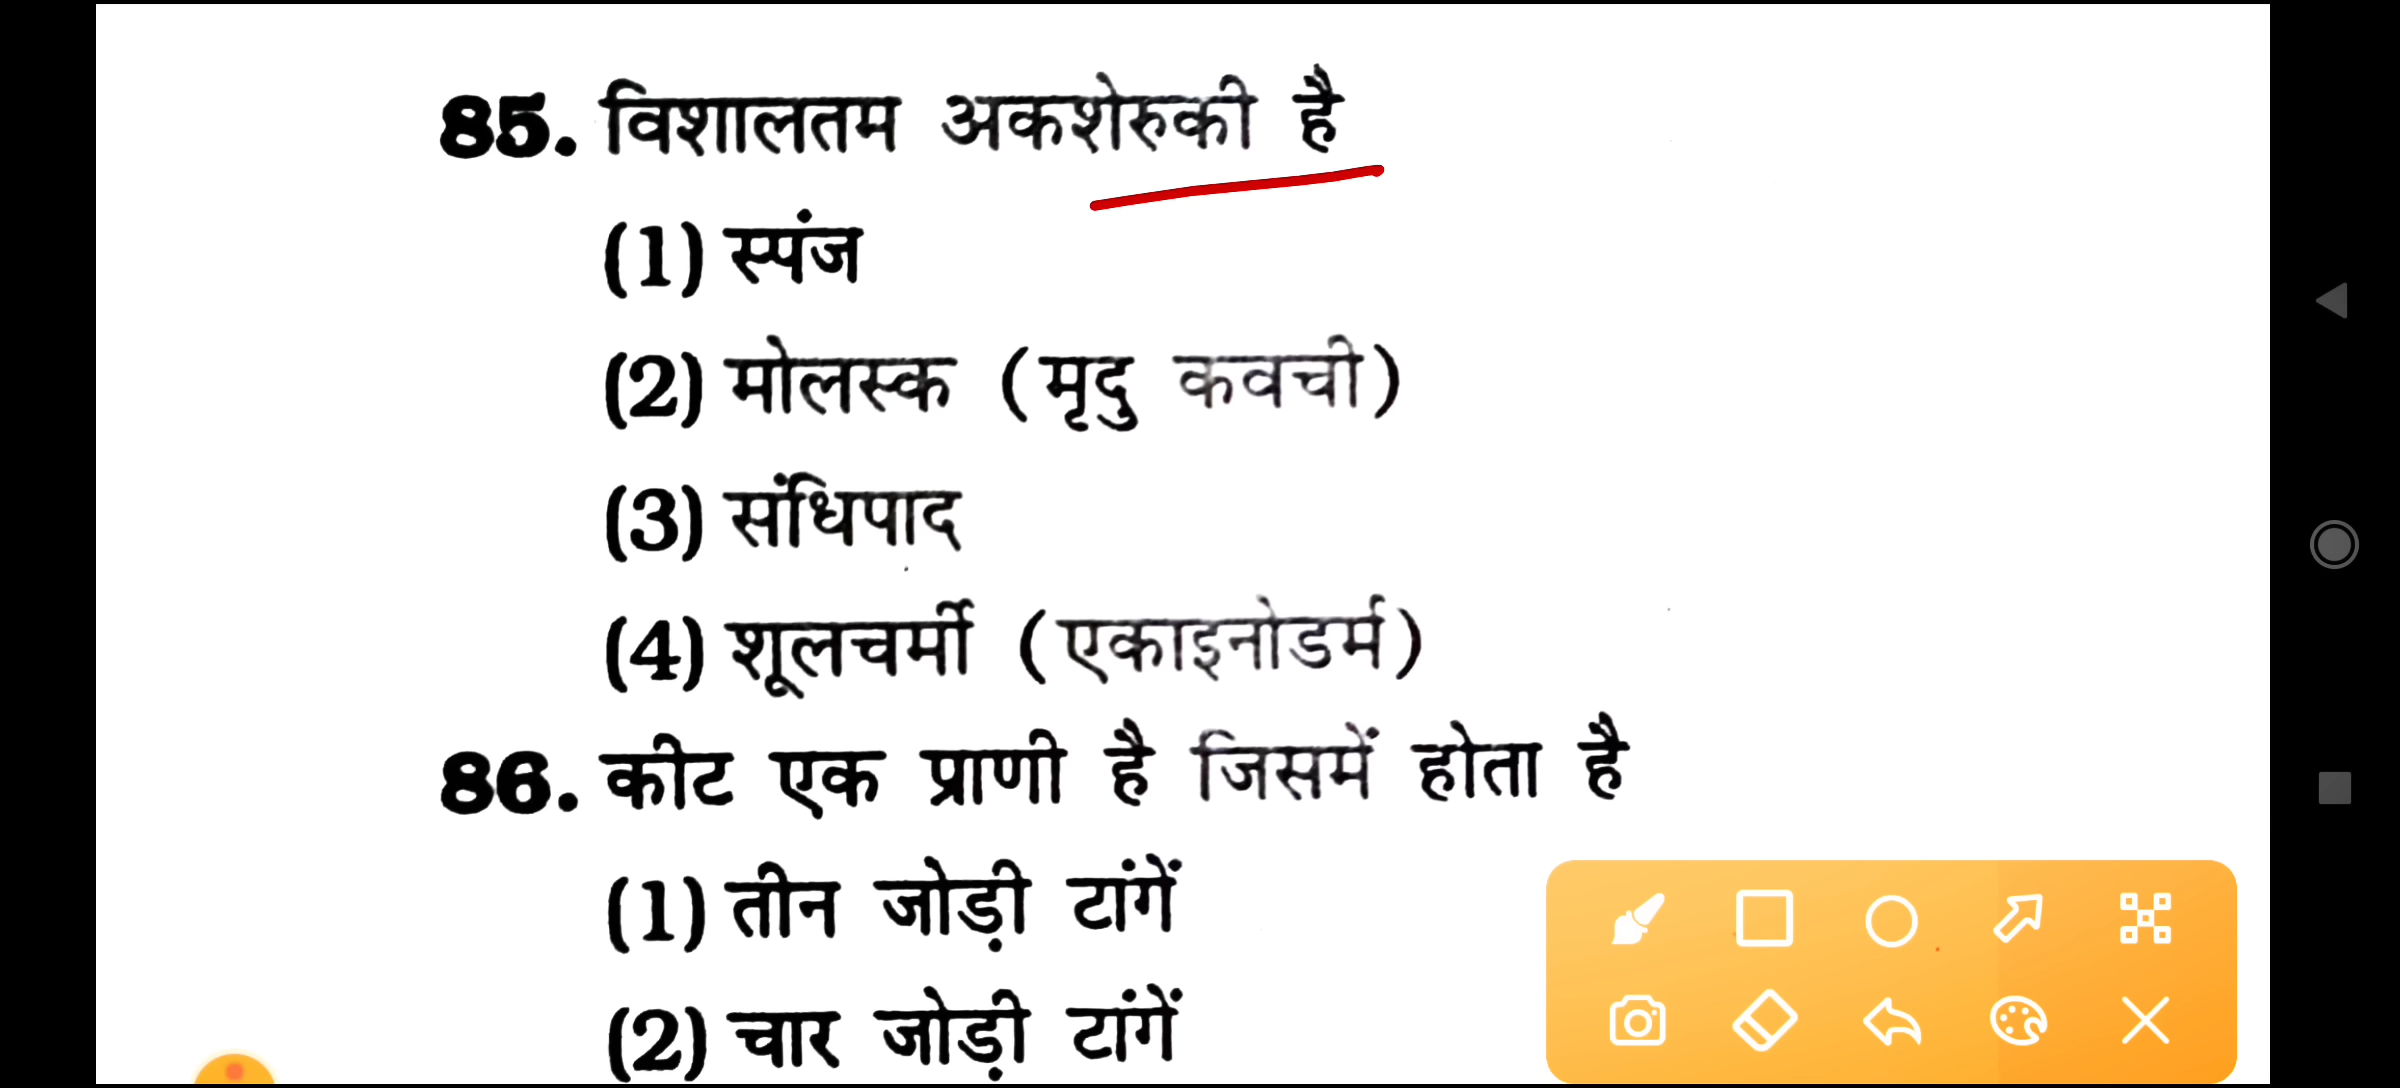 85. विशालतम अकशेरुकी है
(1) स्पंज
(2) मोलस्क (मृदु कवची)
(3) संधिपाद
(4) शूलचर्मी (एकाइनोडर्म)
86. कीट एक प्राणी है जिसमें होता है
(1) तीन जोड़ी टांगें
(2) चार जोड़ी टांगें